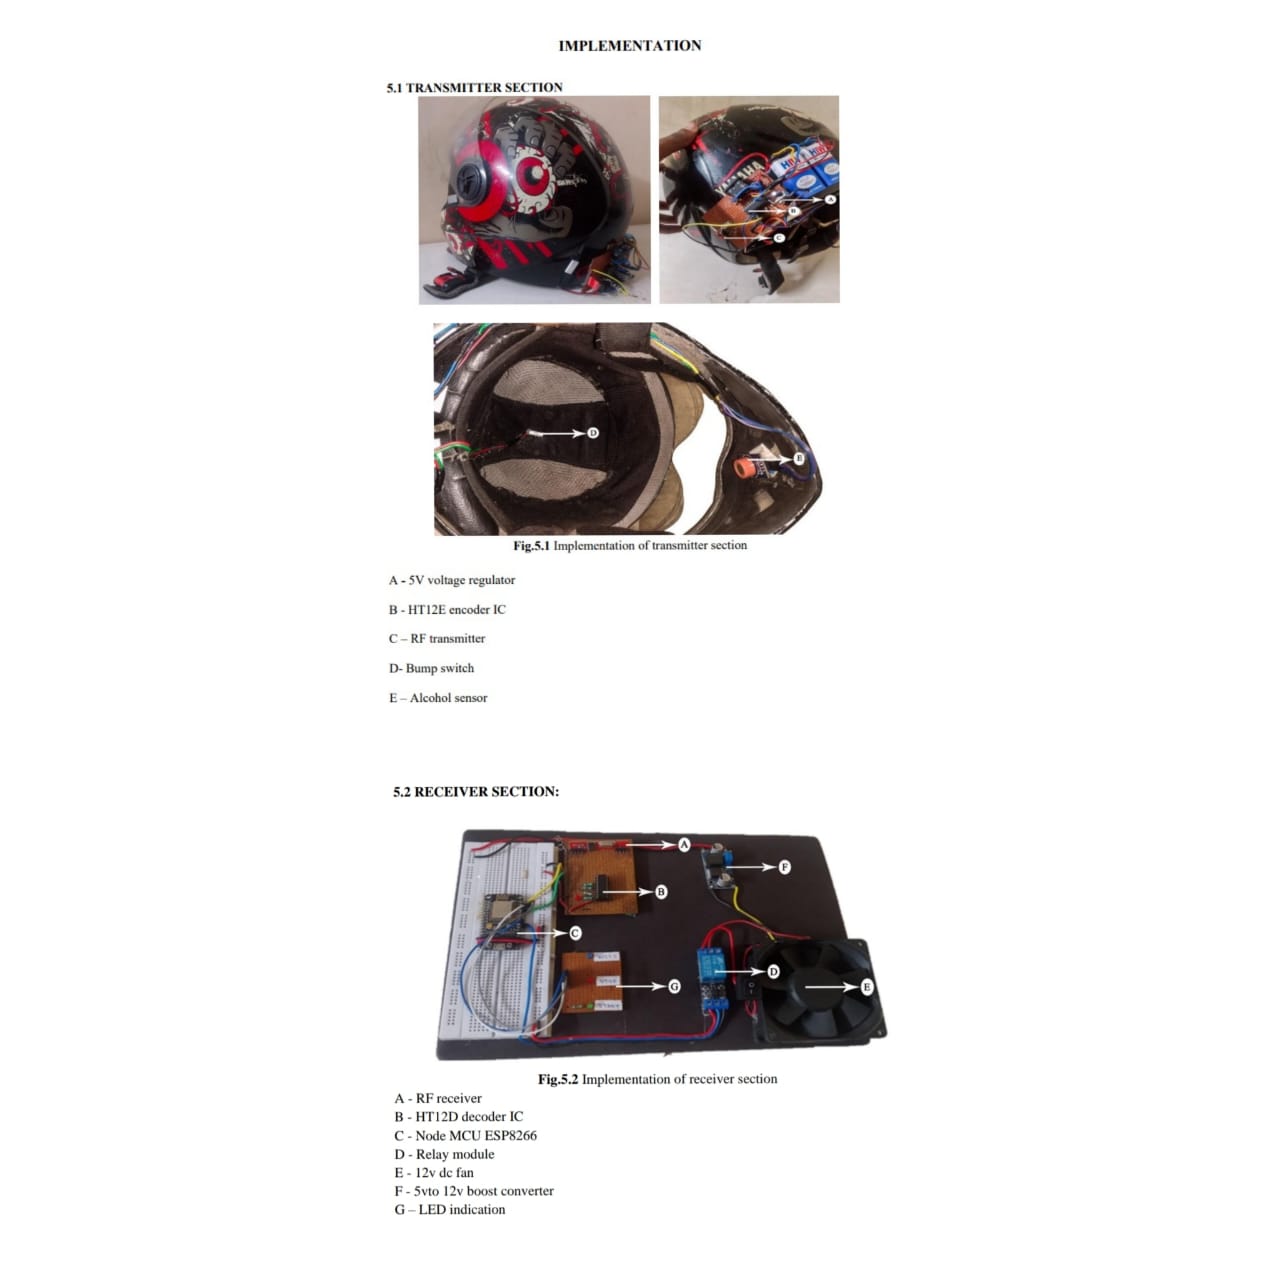 IMPLEMENTATION
5.1 TRANSMITTER SECTION
YAMAHA
A
B
C
D
E
Fig.5.1 Implementation of transmitter section
A - 5V voltage regulator
B - HT12E encoder IC
C – RF transmitter
D- Bump switch
E – Alcohol sensor
5.2 RECEIVER SECTION:
A
F
B
C
D
G
E
Fig.5.2 Implementation of receiver section
A - RF receiver
B - HT12D decoder IC
C - Node MCU ESP8266
D - Relay module
E - 12v dc fan
F - 5vto 12v boost converter
G – LED indication